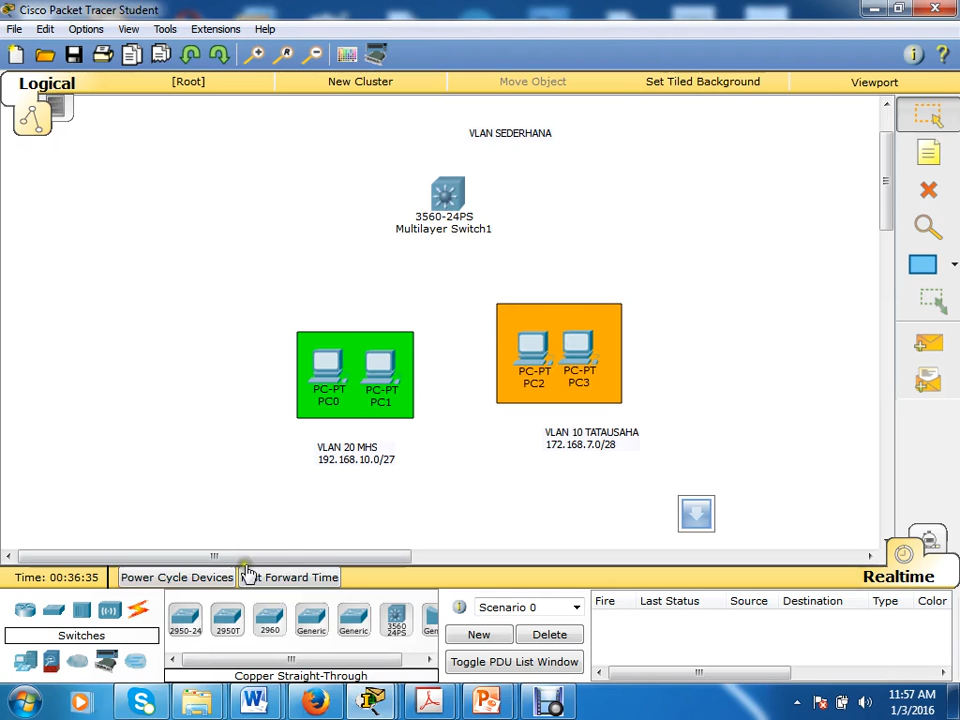 Cisco Packet Tracer Student
File Edit Options View Tools Extensions Help
Logical [Root] New Cluster Move Object Set Tiled Background Viewport
VLAN SEDERHANA
3560-24PS
Multilayer Switch1
PC-PT
PC0
PC-PT
PC1
PC-PT
PC2
PC-PT
PC3
VLAN 20 MHS
192.168.10.0/27
VLAN 10 TATAUSAHA
172.168.7.0/28
Time: 00:36:35 Power Cycle Devices Forward Time
Realtime
2950-24 2950T 2960 Generic Generic 3560 24PS
Switches
Copper Straight-Through
Scenario 0
New Delete
Toggle PDU List Window
Fire Last Status Source Destination Type Color
11:57 AM
1/3/2016